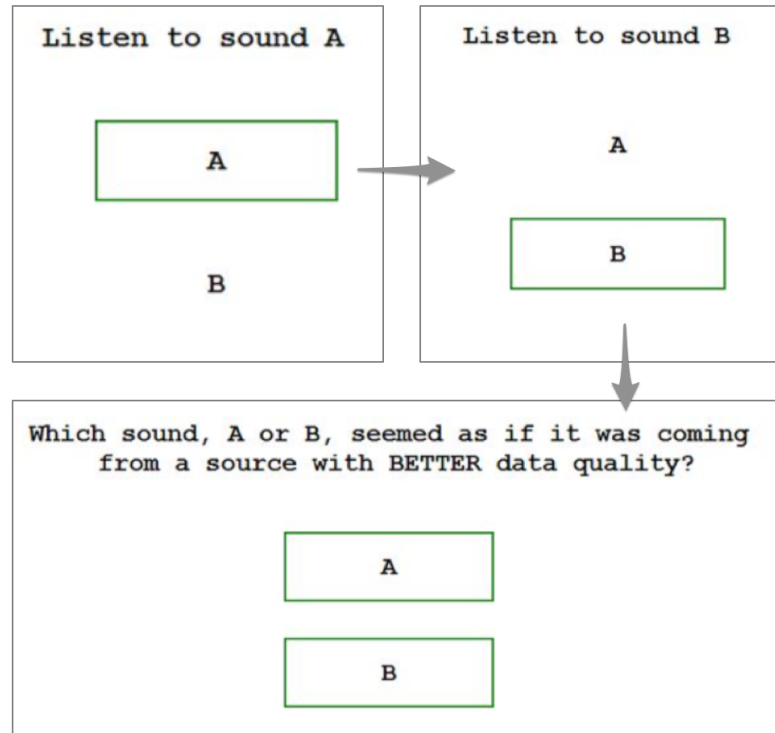 Listen to sound A
A
B
Listen to sound B
A
B
Which sound, A or B, seemed as if it was coming
from a source with BETTER data quality?
A
B